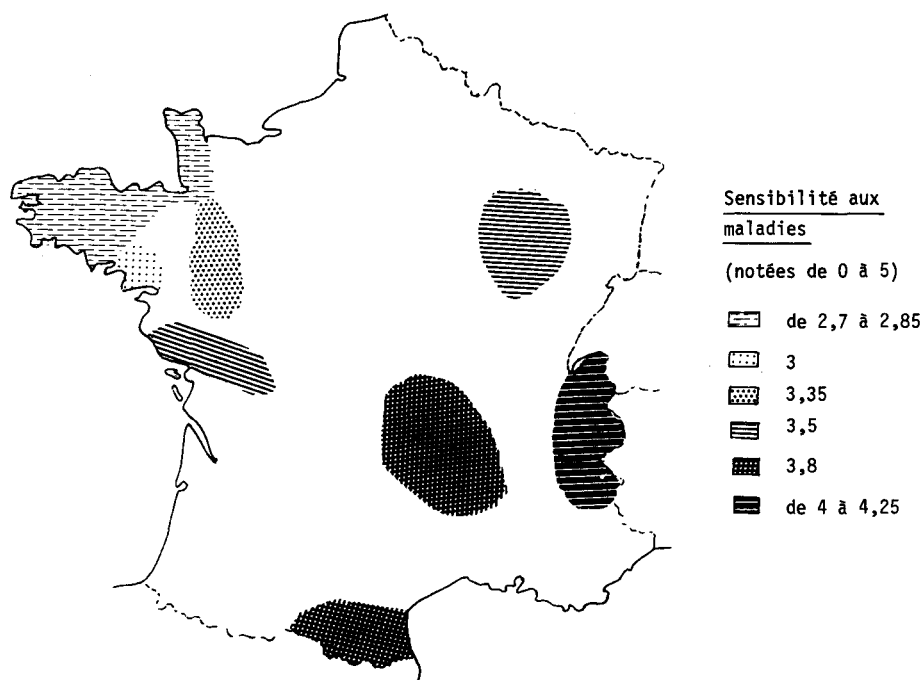 Sensibilité aux
maladies
(notées de 0 à 5)
de 2,7 à 2,85
3
3,35
3,5
3,8
de 4 à 4,25